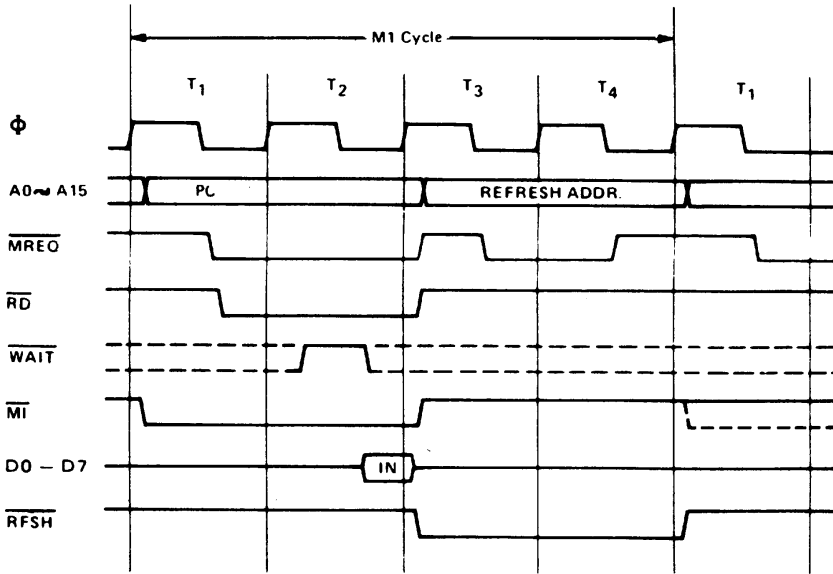 M1 Cycle
T1 T2 T3 T4 T1
Φ
A0~A15 PC REFRESH ADDR.
MREQ
RD
WAIT
MI
D0 – D7 IN
RFSH